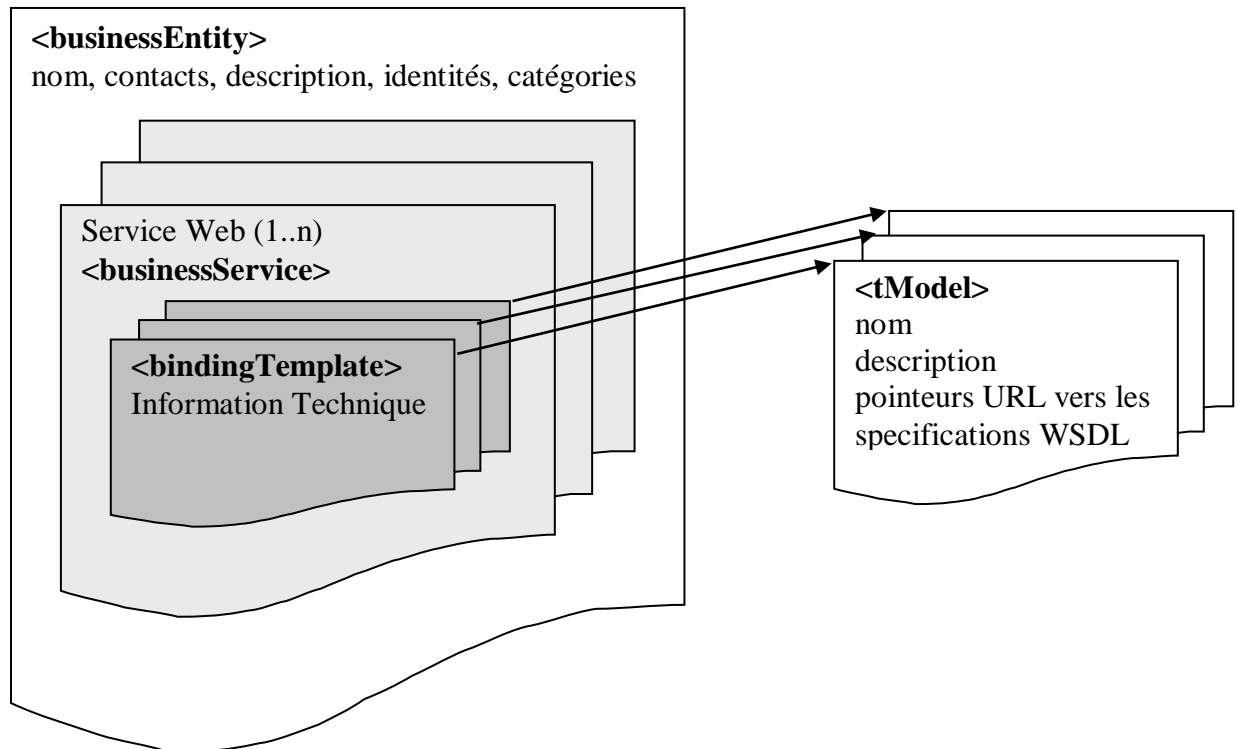 <businessEntity>
nom, contacts, description, identités, catégories
Service Web (1..n)
<businessService>
<bindingTemplate>
Information Technique
<tModel>
nom
description
pointeurs URL vers les
specifications WSDL